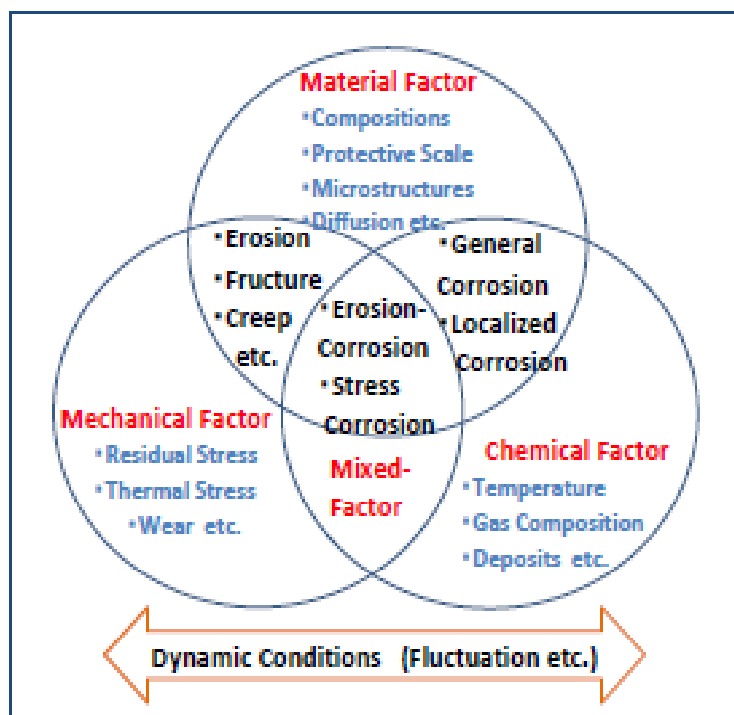 Material Factor
•Compositions
•Protective Scale
•Microstructures
•Diffusion etc.
•Erosion
•Fructure
•Creep
etc.
•General
Corrosion
•Localized
Corrosion
•Erosion-
Corrosion
•Stress
Corrosion
Mechanical Factor
•Residual Stress
•Thermal Stress
•Wear etc.
Mixed-
Factor
Chemical Factor
•Temperature
•Gas Composition
•Deposits etc.
Dynamic Conditions (Fluctuation etc.)